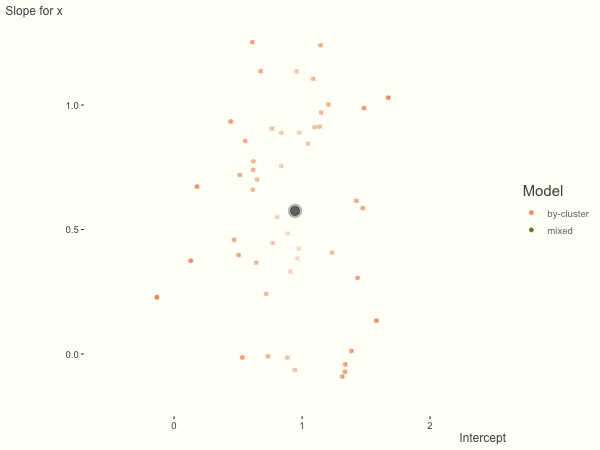 Slope for x
1.0
0.5
0.0
0
1
2
Intercept
Model
by-cluster
mixed